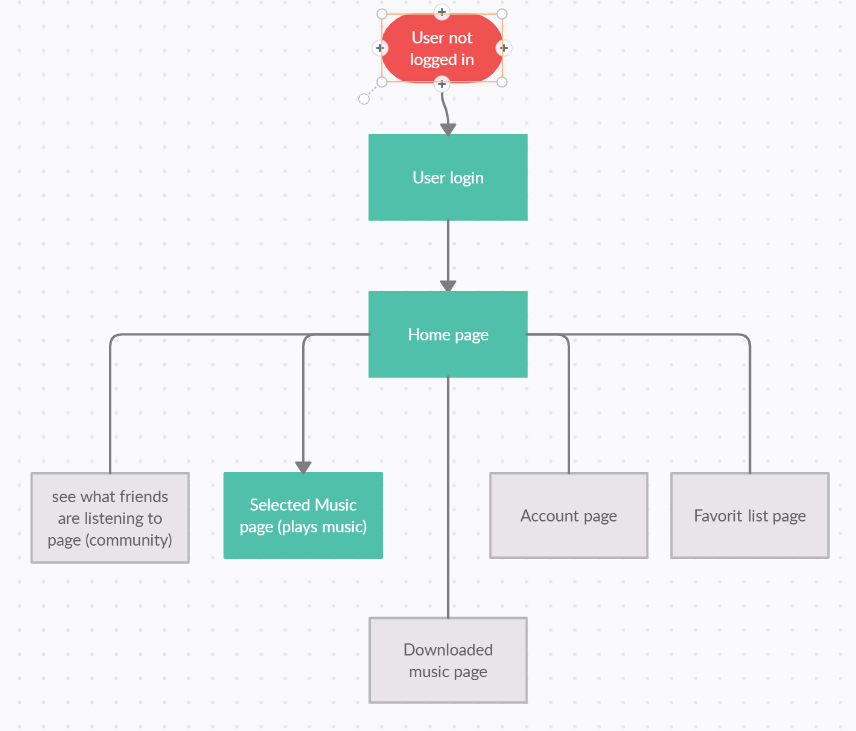 User not
logged in
User login
Home page
see what friends
are listening to
page (community)
Selected Music
page (plays music)
Account page
Favorit list page
Downloaded
music page